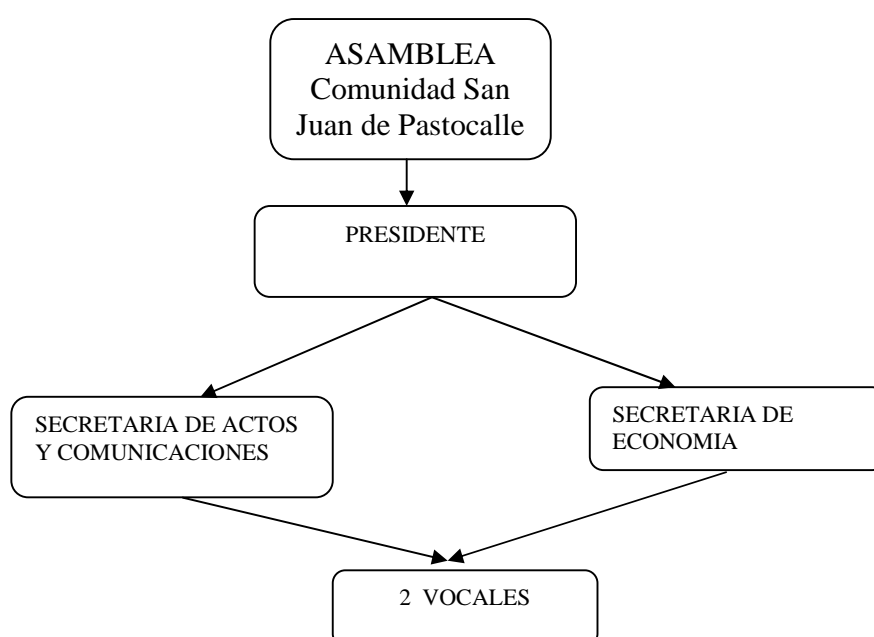 ASAMBLEA
Comunidad San
Juan de Pastocalle
PRESIDENTE
SECRETARIA DE ACTOS
Y COMUNICACIONES
SECRETARIA DE
ECONOMIA
2 VOCALES